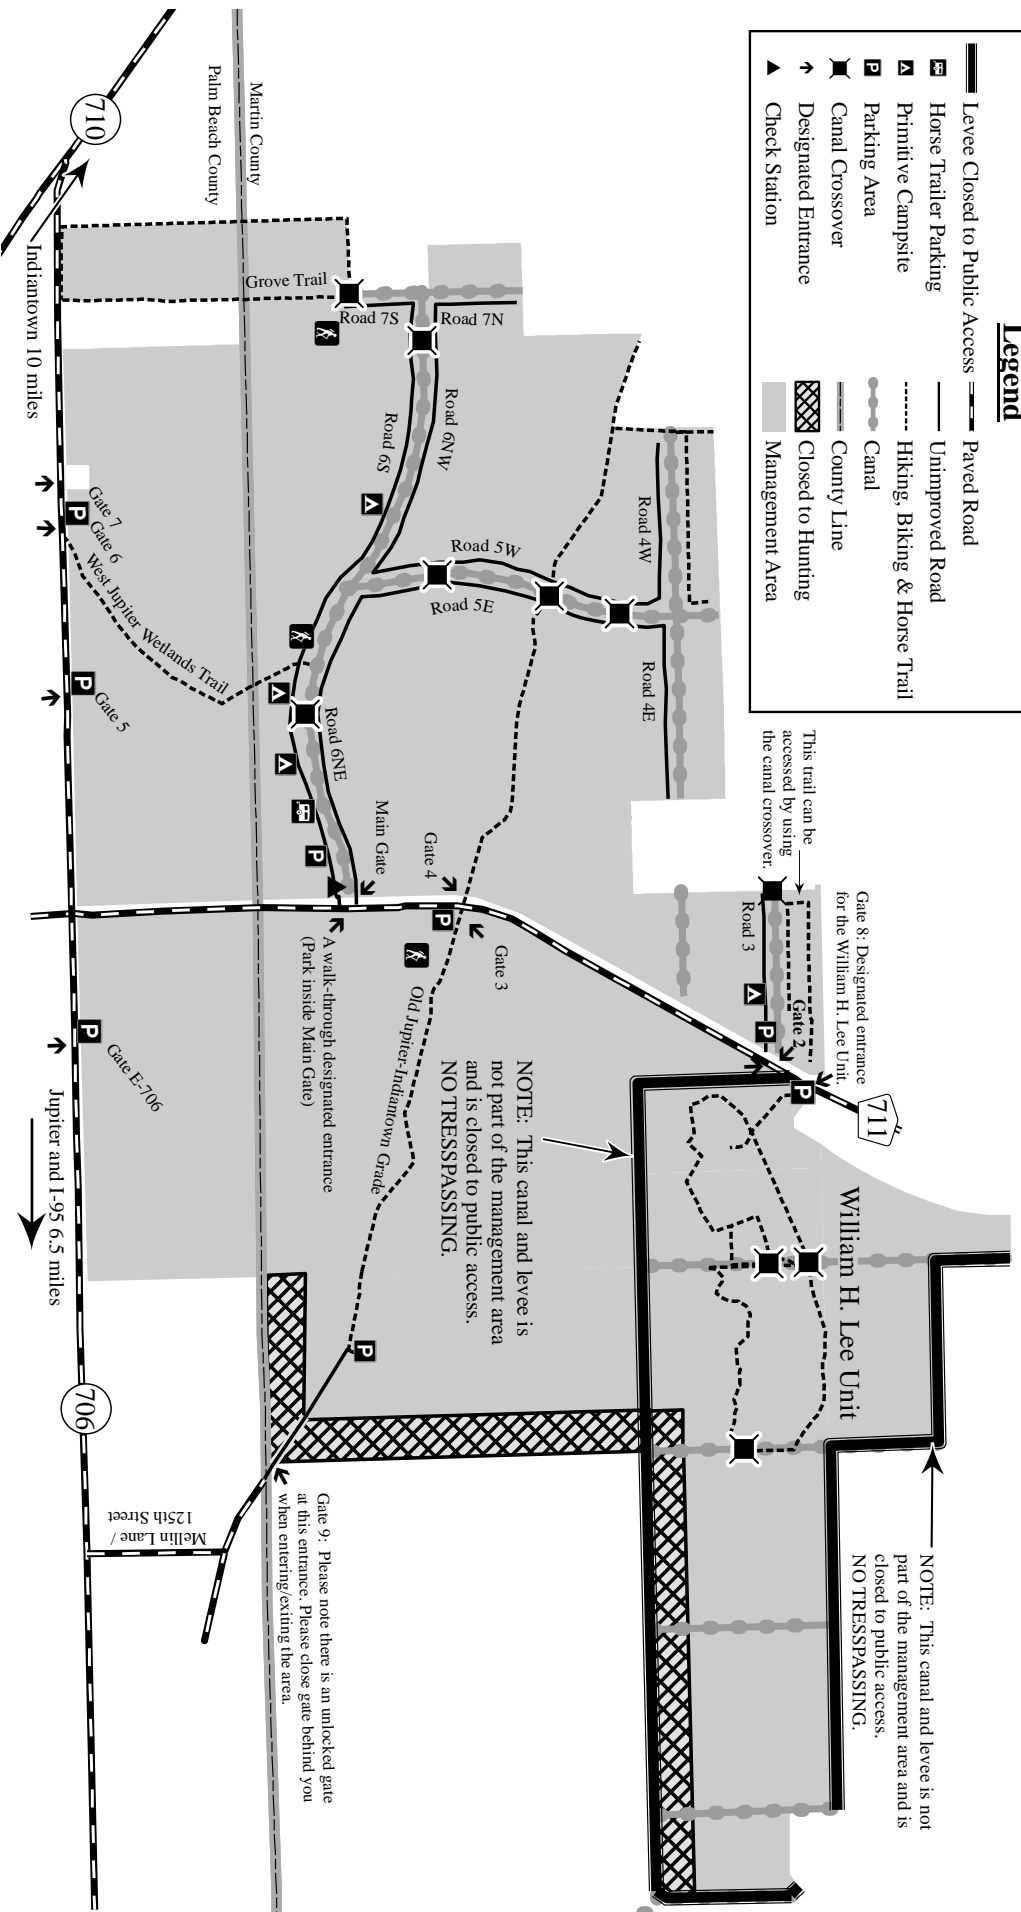 Legend
Levee Closed to Public Access
Horse Trailer Parking
Primitive Campsite
Parking Area
Canal Crossover
Designated Entrance
Check Station
Paved Road
Unimproved Road
Hiking, Biking & Horse Trail
Canal
County Line
Closed to Hunting
Management Area
P
710
Martin County
Palm Beach County
Indiantown 10 miles
Grove Trail
Road 7S
Road 7N
Road 6NW
Road 6S
Road 5W
Road 5E
Road 4W
Road 4E
Road 6NE
Gate 7
P
Gate 6
West Jupiter Wetlands Trail
P
Gate 5
P
Main Gate
Gate 4
P
Gate 3
A walk-through designated entrance
(Park inside Main Gate)
Old Jupiter-Indiantown Grade
This trail can be
accessed by using
the canal crossover.
Road 3
P
Gate 2
Gate 8: Designated entrance
for the William H. Lee Unit.
P
711
William H. Lee Unit
NOTE:  This canal and levee is
not part of the management area
and is closed to public access.
NO TRESSPASSING.
P
Gate E-706
Jupiter and I-95 6.5 miles
P
706
Mellin Lane /
125th Street
Gate 9:  Please note there is an unlocked gate
at this entrance. Please close gate behind you
when entering/exiting the area.
NOTE:  This canal and levee is not
part of the management area and is
closed to public access.
NO TRESSPASSING.